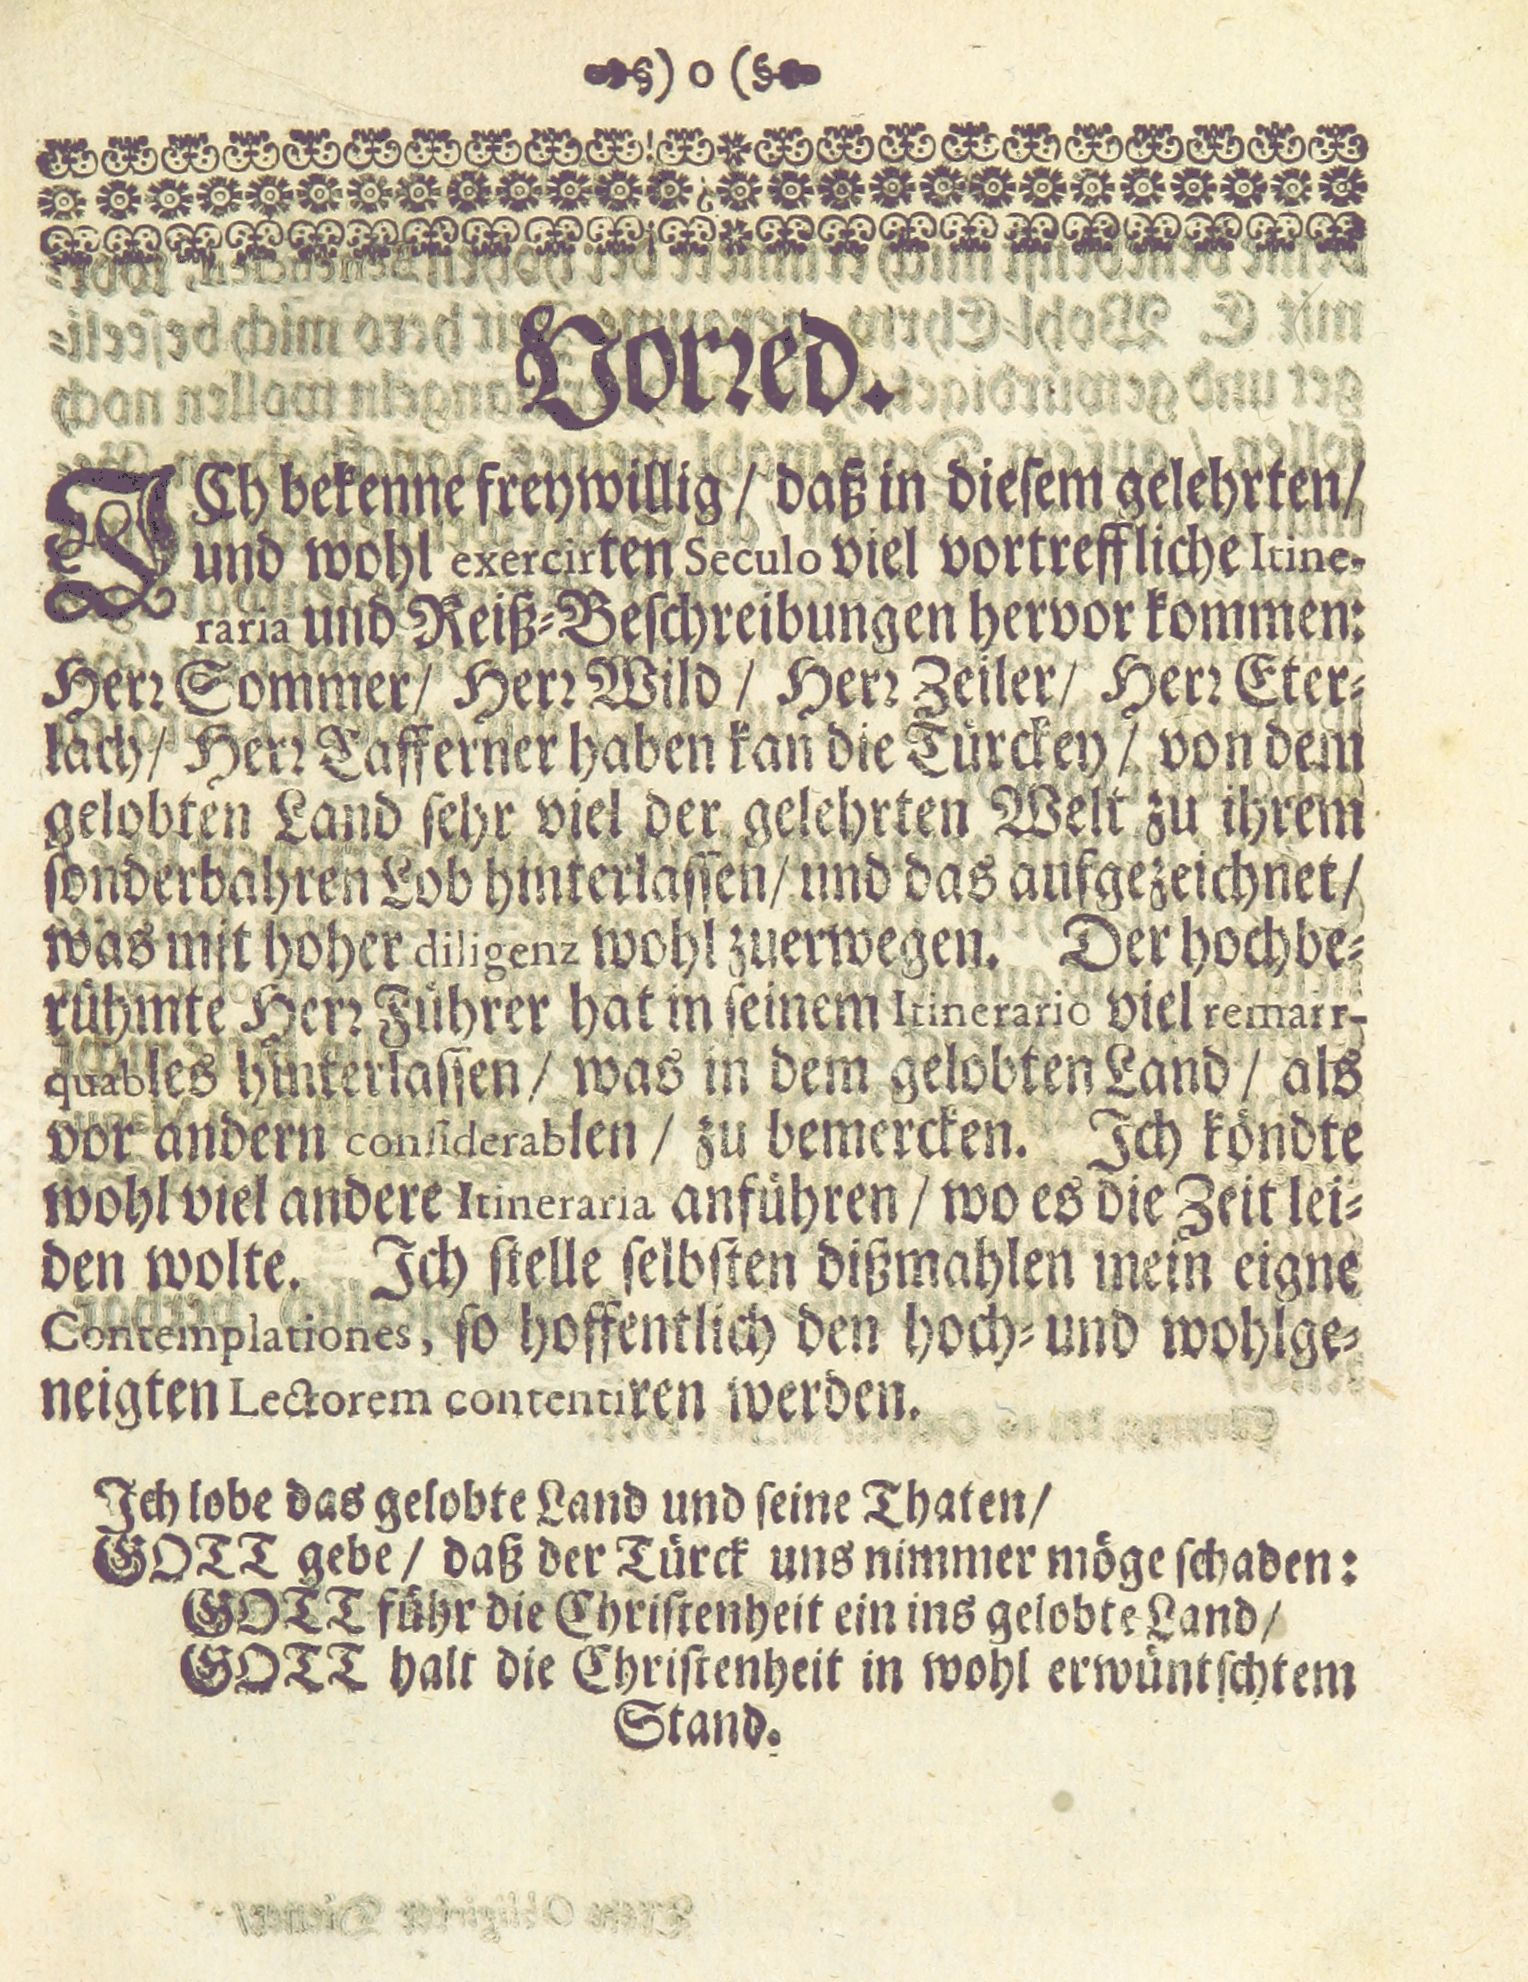 §) o (§
Vorꝛed.
ICh bekenne freywillig / daß in diesem gelehrten /
und wohl exercirten Seculo viel vortreffliche Itine-
raria und Reiß-Beschreibungen hervor kommen:
Herꝛ Sommer / Herꝛ Wild / Herꝛ Zeiler / Herꝛ Eter-
lach / Herꝛ Tafferner haben kan die Türckey / von dem
gelobten Land sehr viel der gelehrten Welt zu ihrem
sonderbahren Lob hinterlassen / und das aufgezeichnet /
was mit hoher diligenz wohl zuerwegen. Der hochbe-
rühmte Herꝛ Führer hat in seinem Itinerario viel remarr-
quables hinterlassen / was in dem gelobten Land / als
vor andern considerablen / zu bemercken. Ich köndte
wohl viel andere Itineraria anführen / wo es die Zeit lei-
den wolte. Ich stelle selbsten dißmahlen mein eigne
Contemplationes, so hoffentlich den hoch- und wohlge-
neigten Lectorem contentiren werden.
Ich lobe das gelobte Land und seine Thaten /
GOTT gebe / daß der Türck uns nimmer möge schaden:
GOTT führ die Christenheit ein ins gelobte Land /
GOTT halt die Christenheit in wohl erwüntschtem
Stand.